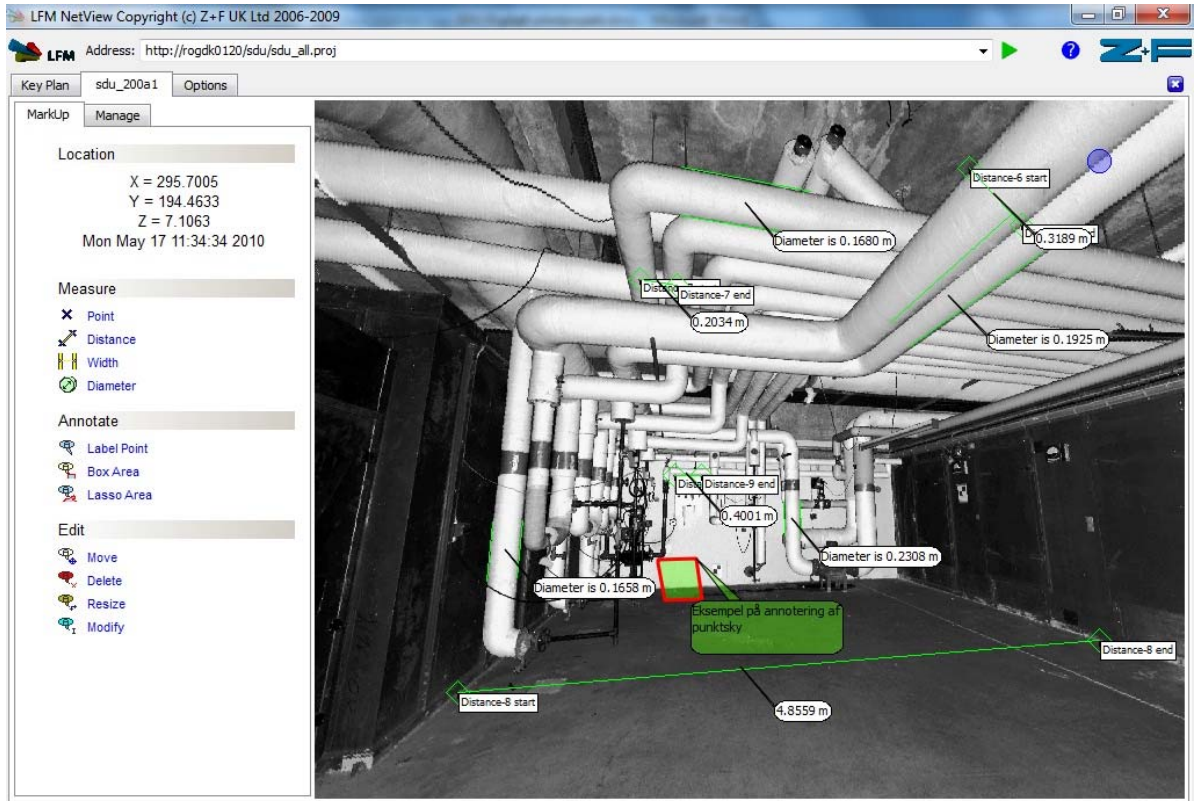 LFM NetView Copyright (c) Z+F UK Ltd 2006-2009
LFM
Address: http://rogdk0120/sdu/sdu_all.proj
?
Z+F
Key Plan
sdu_200a1
Options
MarkUp
Manage
Location
X = 295.7005
Y = 194.4633
Z = 7.1063
Mon May 17 11:34:34 2010
Measure
Point
Distance
Width
Diameter
Annotate
Label Point
Box Area
Lasso Area
Edit
Move
Delete
Resize
Modify
Distance-6 start
0.3189 m
Diameter is 0.1680 m
Distance-7 end
0.2034 m
Diameter is 0.1925 m
Distance-9 end
0.4001 m
Diameter is 0.2308 m
Diameter is 0.1658 m
Eksempel på annotering af
punktsky
Distance-8 end
Distance-8 start
4.8559 m